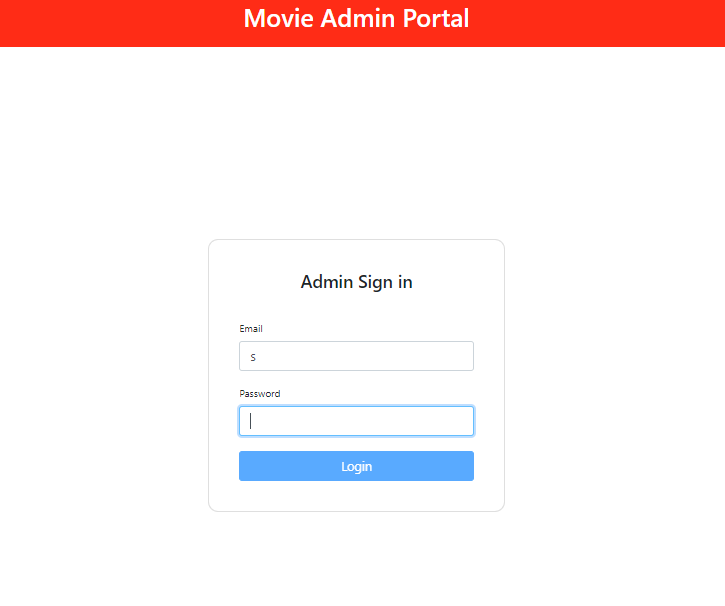 Movie Admin Portal
Admin Sign in
Email
s
Password
Login